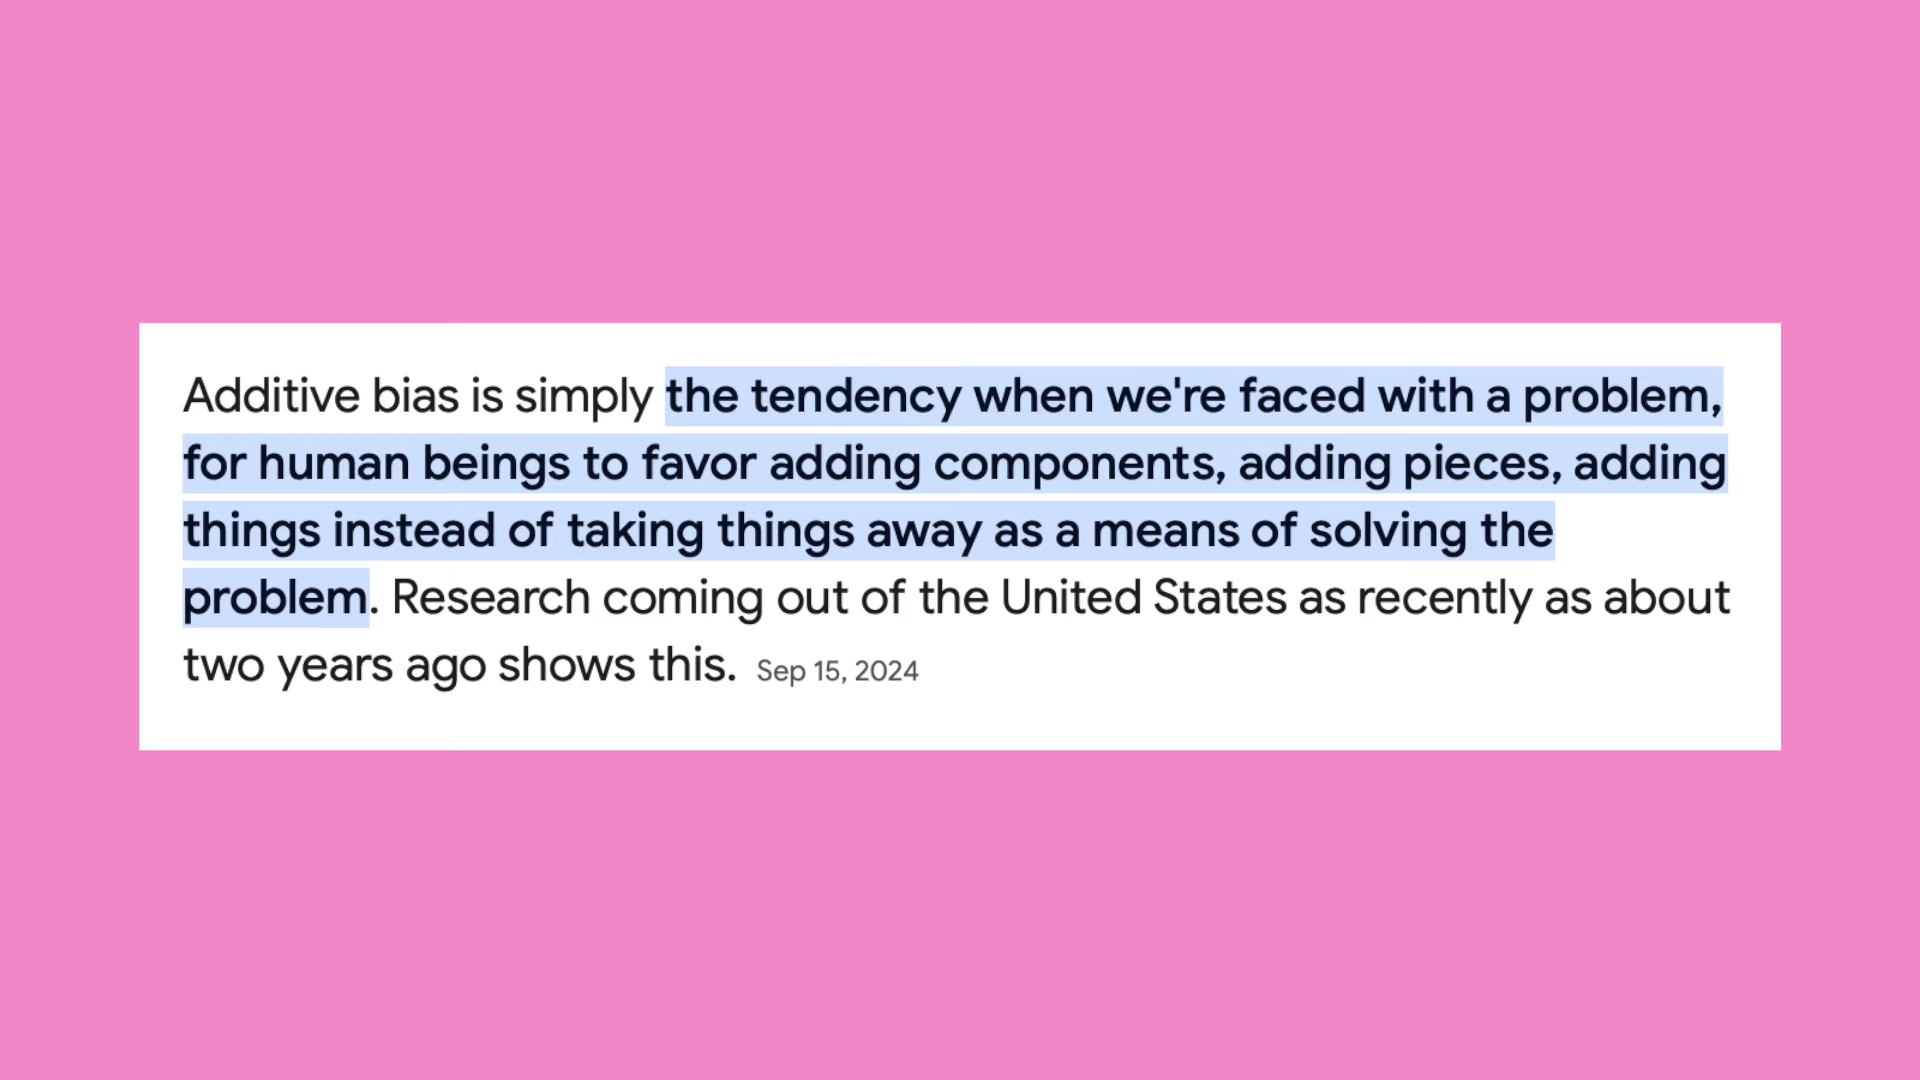 Additive bias is simply the tendency when we're faced with a problem,
for human beings to favor adding components, adding pieces, adding
things instead of taking things away as a means of solving the
problem. Research coming out of the United States as recently as about
two years ago shows this. Sep 15, 2024